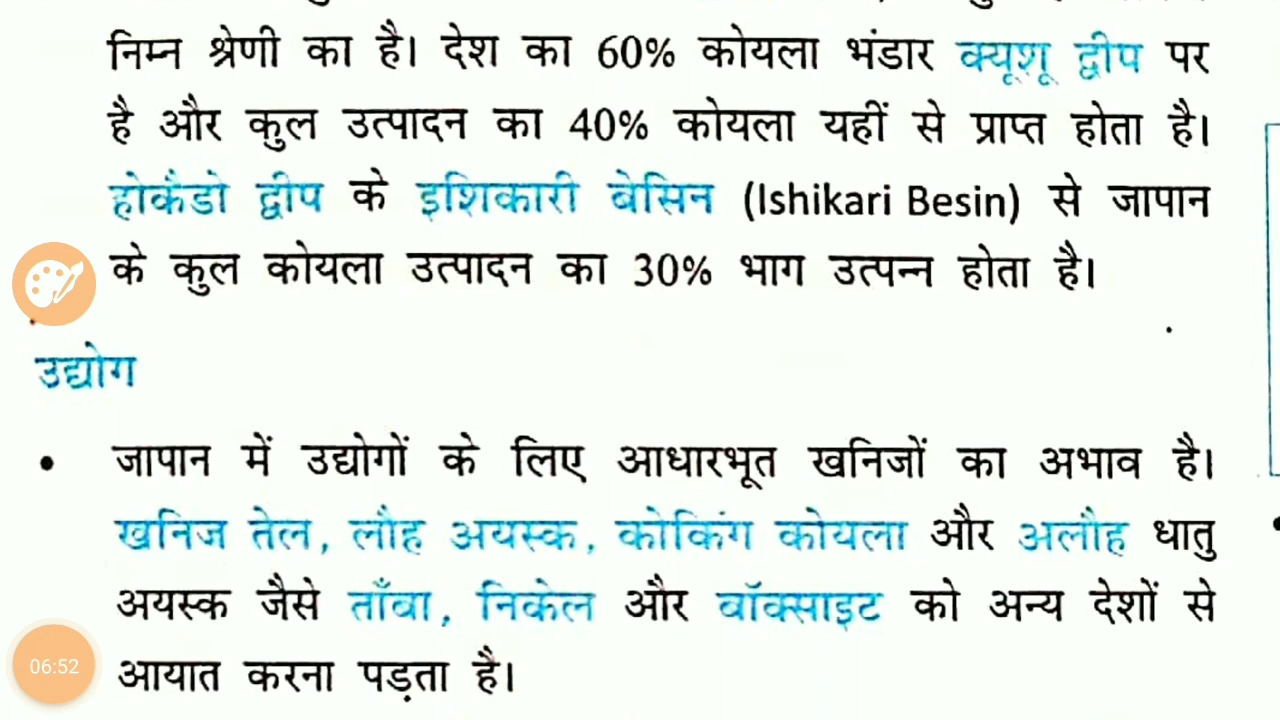 निम्न श्रेणी का है। देश का 60% कोयला भंडार क्यूशू द्वीप पर
है और कुल उत्पादन का 40% कोयला यहीं से प्राप्त होता है।
होकैडो द्वीप के इशिकारी बेसिन (Ishikari Besin) से जापान
के कुल कोयला उत्पादन का 30% भाग उत्पन्न होता है।
उद्योग
• जापान में उद्योगों के लिए आधारभूत खनिजों का अभाव है।
खनिज तेल, लौह अयस्क, कोकिंग कोयला और अलौह धातु
अयस्क जैसे ताँबा, निकेल और बॉक्साइट को अन्य देशों से
आयात करना पड़ता है।
06:52